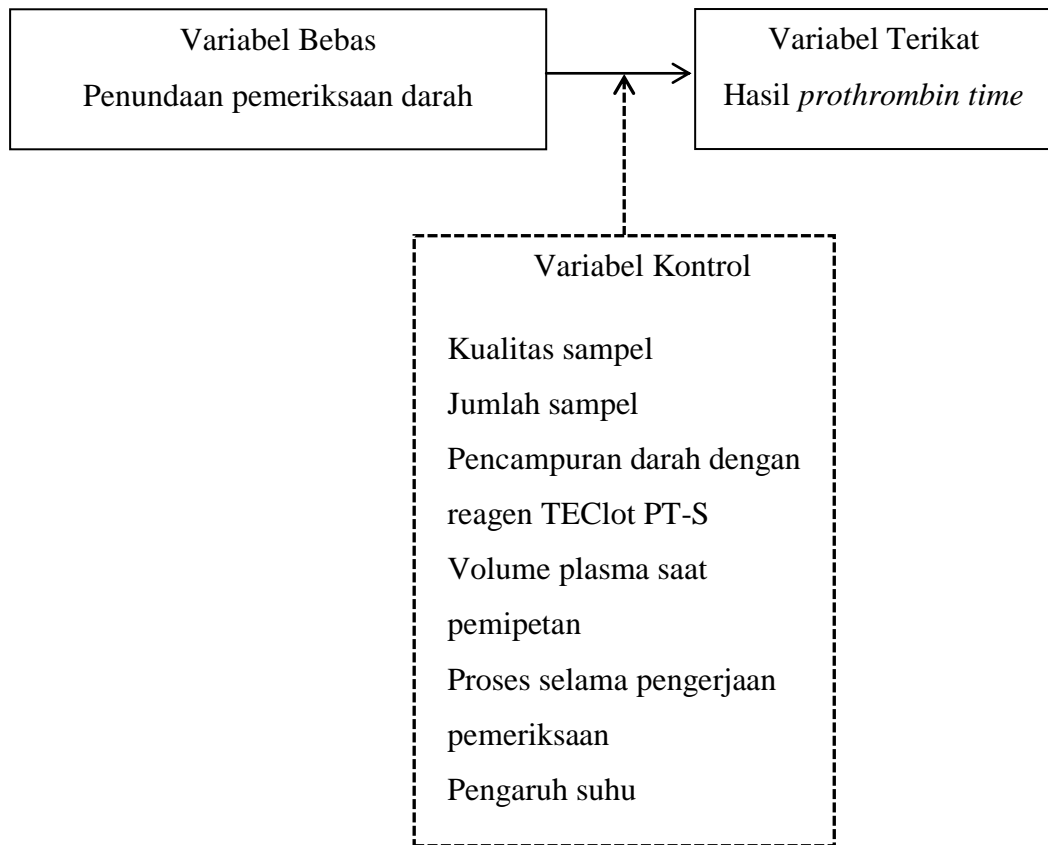 Variabel Bebas
Penundaan pemeriksaan darah
Variabel Terikat
Hasil prothrombin time
Variabel Kontrol
Kualitas sampel
Jumlah sampel
Pencampuran darah dengan
reagen TEClot PT-S
Volume plasma saat
pemipetan
Proses selama pengerjaan
pemeriksaan
Pengaruh suhu